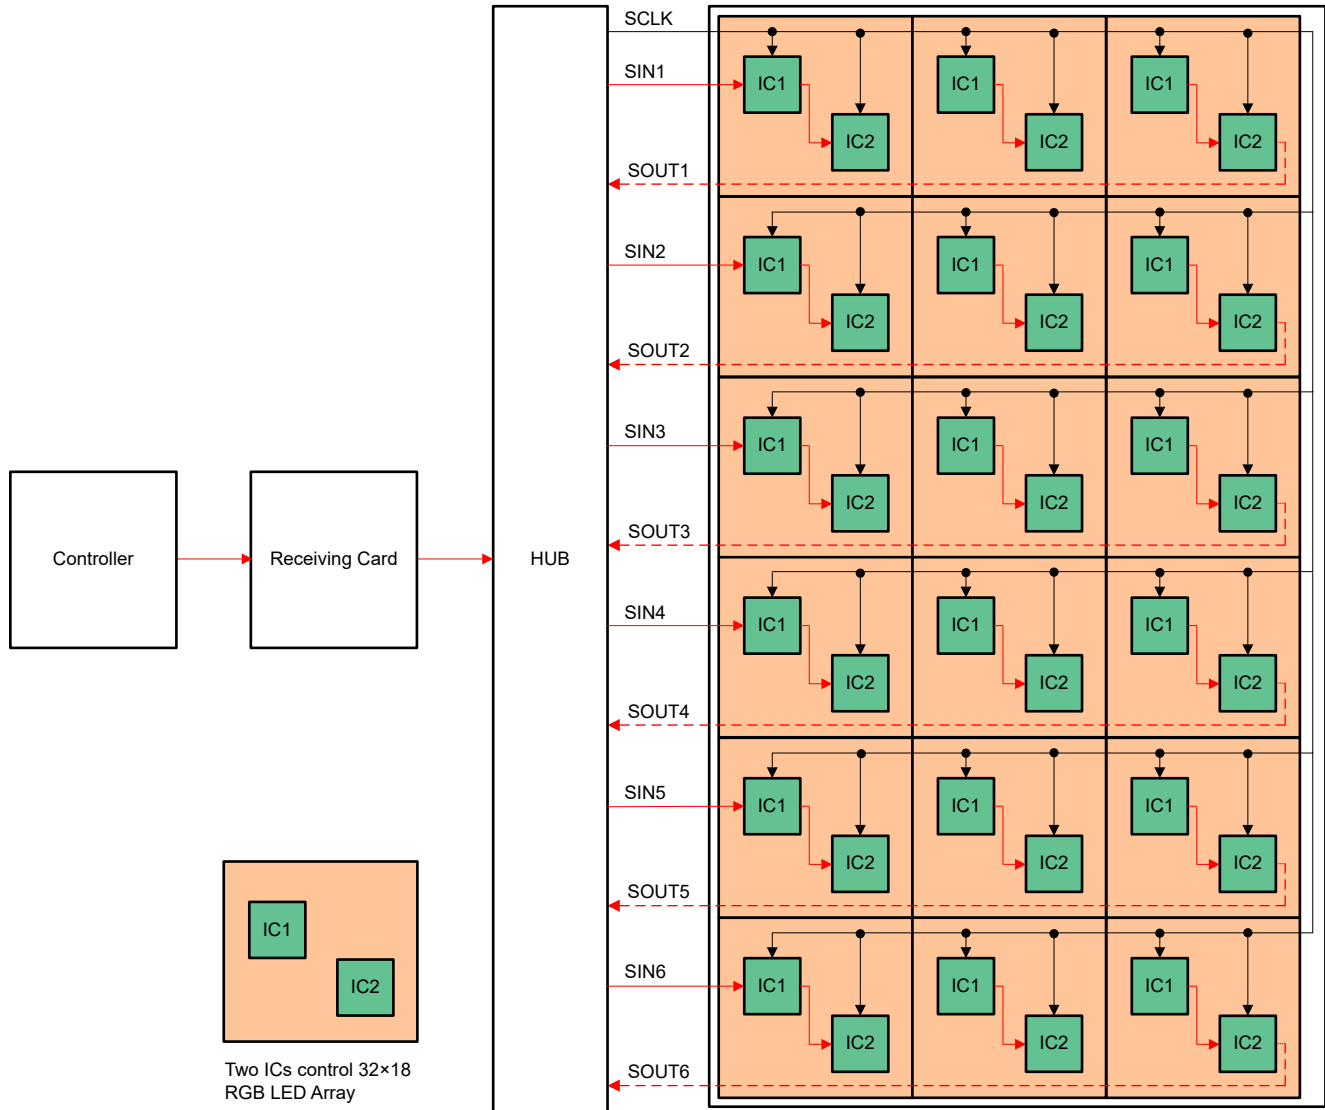 SCLK
SIN1
IC1 IC1 IC1
IC2 IC2 IC2
SOUT1
SIN2
IC1 IC1 IC1
IC2 IC2 IC2
SOUT2
SIN3
IC1 IC1 IC1
IC2 IC2 IC2
SOUT3
Controller Receiving Card HUB
SIN4
IC1 IC1 IC1
IC2 IC2 IC2
SOUT4
SIN5
IC1 IC1 IC1
IC2 IC2 IC2
SOUT5
IC1
IC2
SIN6
IC1 IC1 IC1
IC2 IC2 IC2
SOUT6
Two ICs control 32×18
RGB LED Array